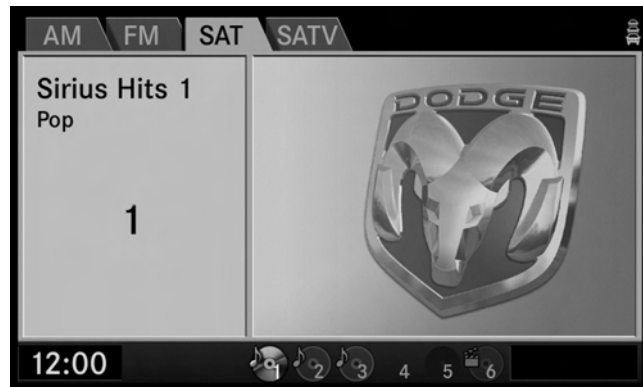 AM FM SAT SATV
Sirius Hits 1
Pop
1
DODGE
12:00 1 2 3 4 5 6